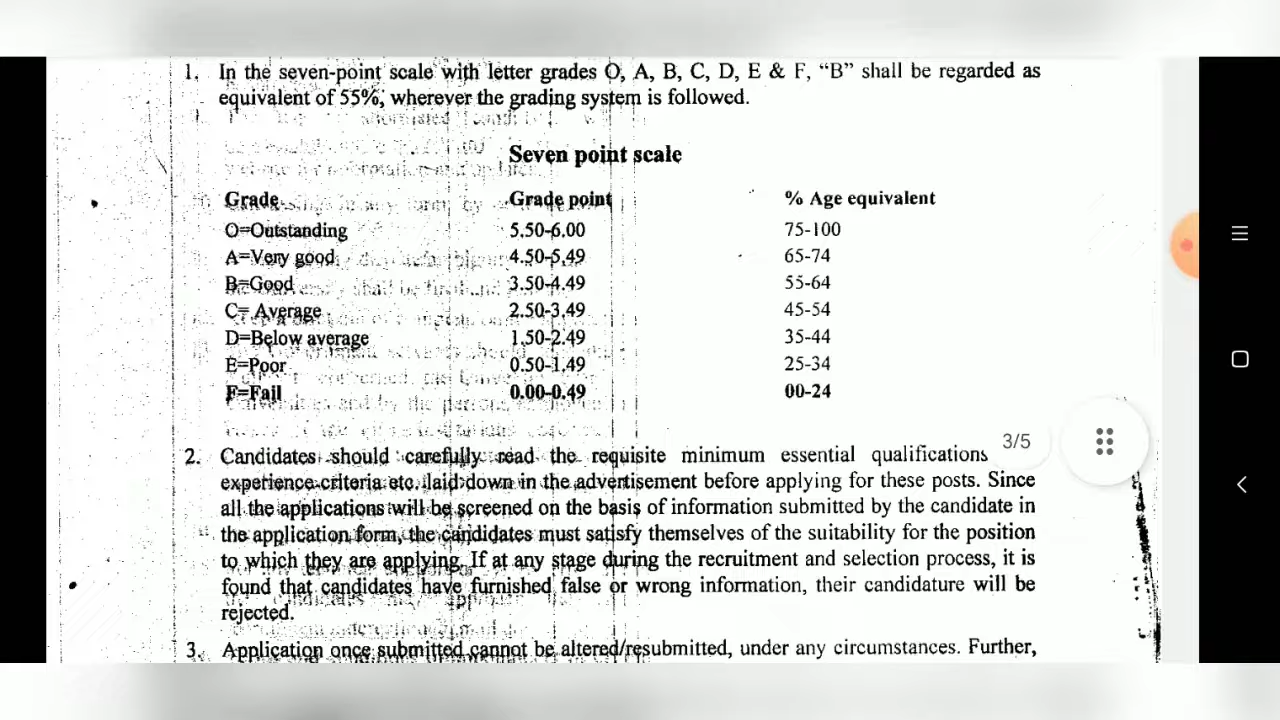 1. In the seven-point scale with letter grades O, A, B, C, D, E & F, “B” shall be regarded as
equivalent of 55%, wherever the grading system is followed.
Seven point scale
Grade Grade point % Age equivalent
O=Outstanding 5.50-6.00 75-100
A=Very good 4.50-5.49 65-74
B=Good 3.50-4.49 55-64
C= Average 2.50-3.49 45-54
D=Below average 1.50-2.49 35-44
E=Poor 0.50-1.49 25-34
F=Fail 0.00-0.49 00-24
3/5
2. Candidates should carefully read the requisite minimum essential qualifications
experience criteria etc. laid down in the advertisement before applying for these posts. Since
all the applications will be screened on the basis of information submitted by the candidate in
the application form, the candidates must satisfy themselves of the suitability for the position
to which they are applying. If at any stage during the recruitment and selection process, it is
found that candidates have furnished false or wrong information, their candidature will be
rejected.
3. Application once submitted cannot be altered/resubmitted, under any circumstances. Further,